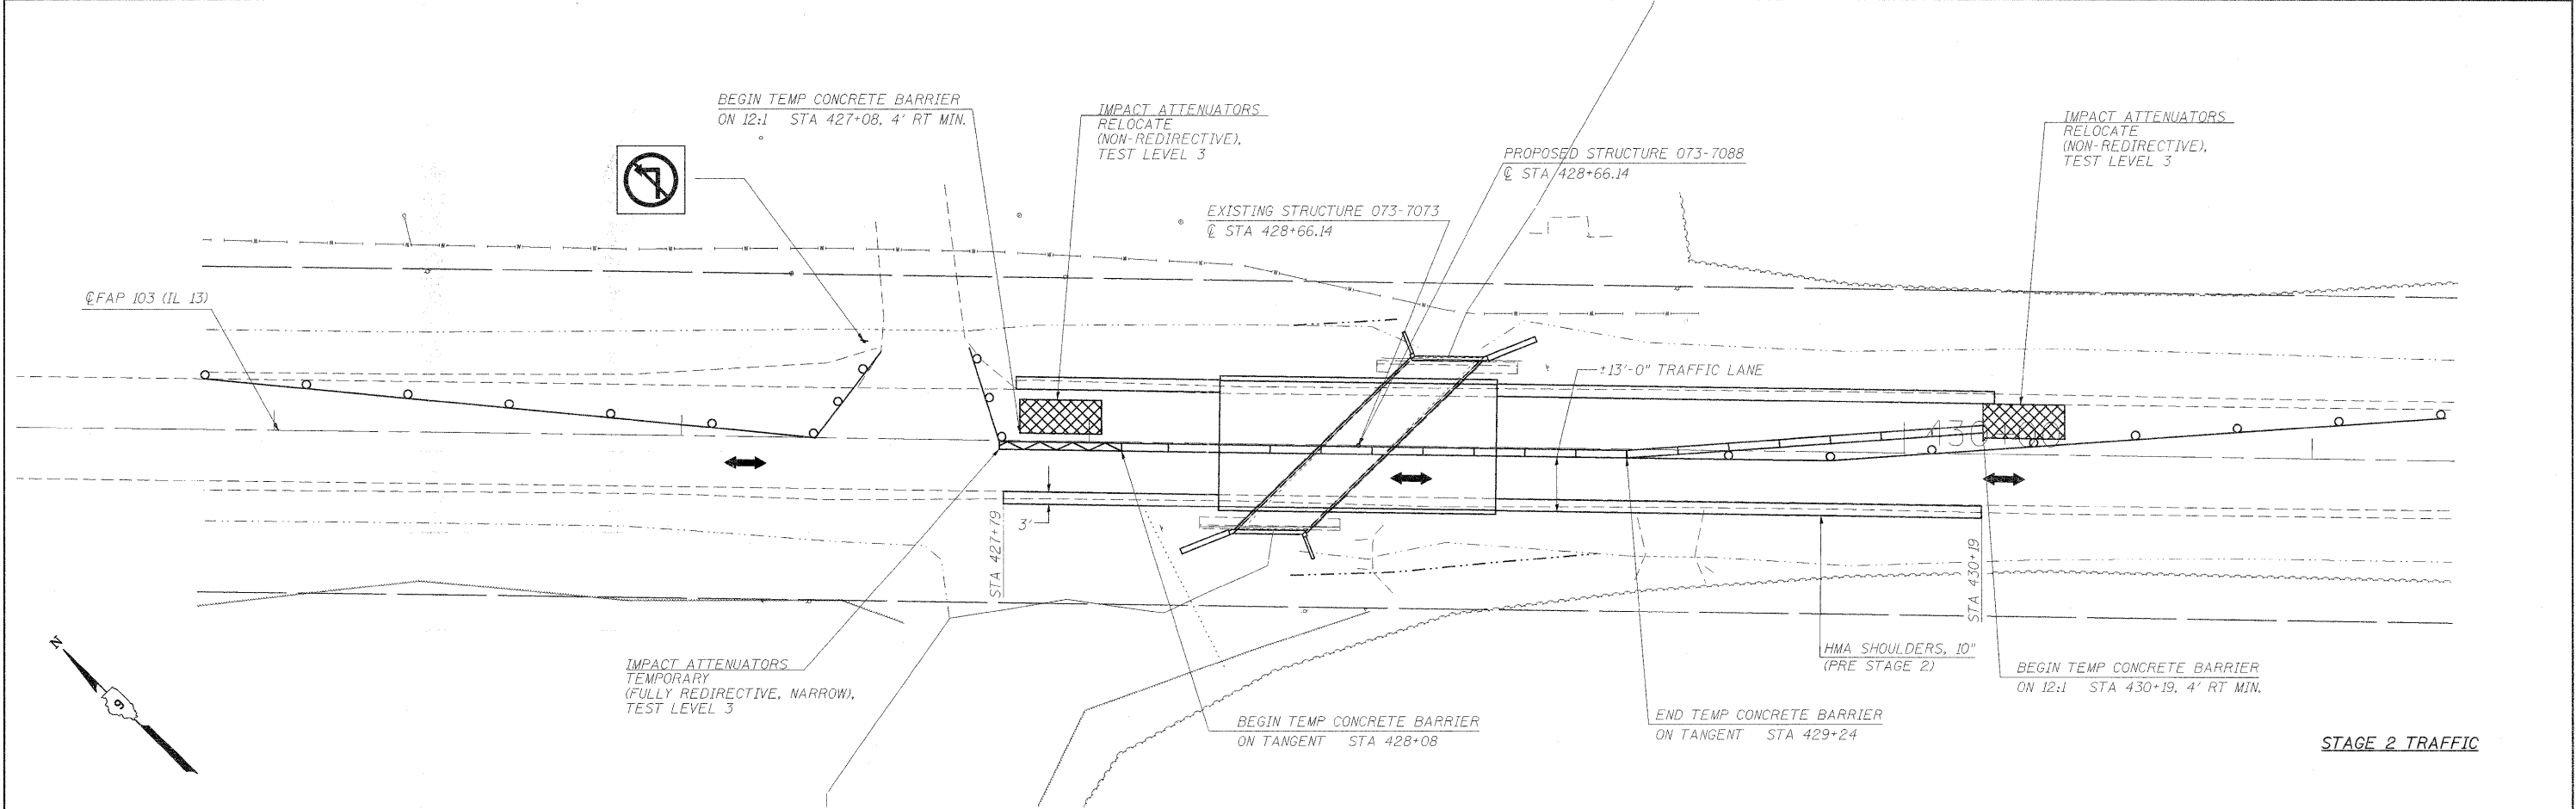 BEGIN TEMP CONCRETE BARRIER
ON 12:1 STA 427+08, 4' RT MIN.
IMPACT ATTENUATORS
RELOCATE
(NON-REDIRECTIVE),
TEST LEVEL 3
IMPACT ATTENUATORS
RELOCATE
(NON-REDIRECTIVE),
TEST LEVEL 3
PROPOSED STRUCTURE 073-7088
℄ STA 428+66.14
EXISTING STRUCTURE 073-7073
℄ STA 428+66.14
℄ FAP 103 (IL 13)
±13'-0" TRAFFIC LANE
3'
STA 427+79
STA 430+19
HMA SHOULDERS, 10"
(PRE STAGE 2)
IMPACT ATTENUATORS
TEMPORARY
(FULLY REDIRECTIVE, NARROW),
TEST LEVEL 3
BEGIN TEMP CONCRETE BARRIER
ON 12:1 STA 430+19, 4' RT MIN.
BEGIN TEMP CONCRETE BARRIER
ON TANGENT STA 428+08
END TEMP CONCRETE BARRIER
ON TANGENT STA 429+24
N
9
STAGE 2 TRAFFIC